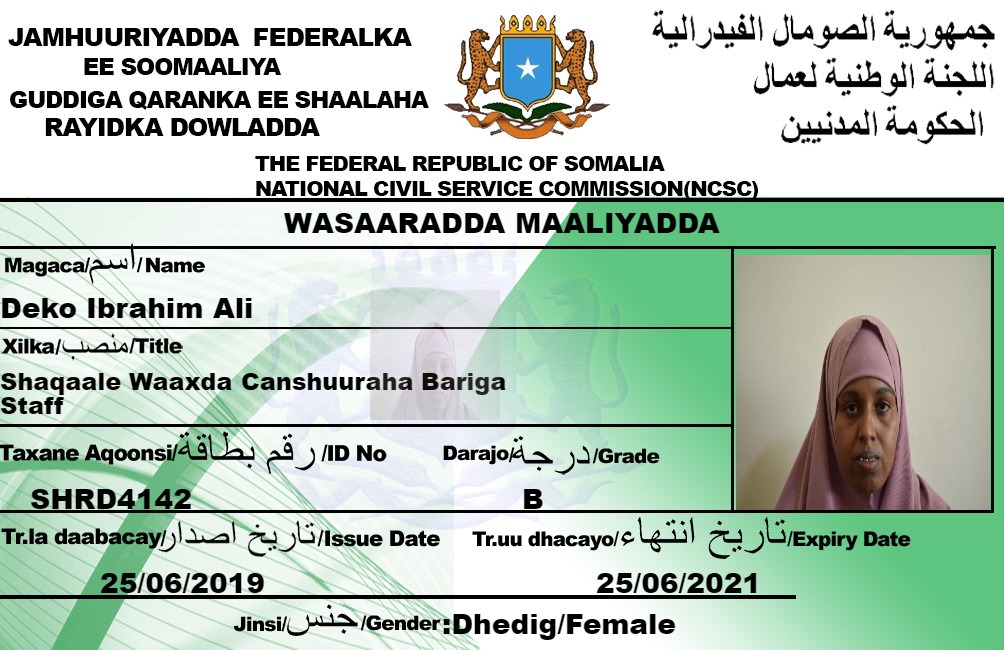 JAMHUURIYADDA FEDERALKA
EE SOOMAALIYA
GUDDIGA QARANKA EE SHAALAHA
RAYIDKA DOWLADDA
جمهورية الصومال الفيدرالية
اللجنة الوطنية لعمال
الحكومة المدنيين
THE FEDERAL REPUBLIC OF SOMALIA
NATIONAL CIVIL SERVICE COMMISSION(NCSC)
WASAARADDA MAALIYADDA
Magaca/اسم/Name
Deko Ibrahim Ali
Xilka/منصب/Title
Shaqaale Waaxda Canshuuraha Bariga
Staff
Taxane Aqoonsi/رقم بطاقة/ID No
Darajo/درجة/Grade
SHRD4142
B
Tr.la daabacay/تاريخ اصدار/Issue Date
Tr.uu dhacayo/تاريخ انتهاء/Expiry Date
25/06/2019
25/06/2021
Jinsi/جنس/Gender:Dhedig/Female